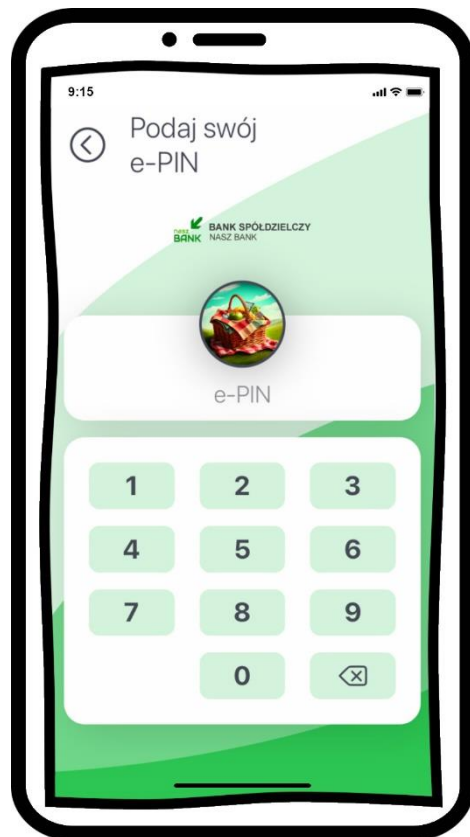 9:15
Podaj swój
e-PIN
nasz BANK
BANK SPÓŁDZIELCZY
NASZ BANK
e-PIN
1 2 3
4 5 6
7 8 9
0